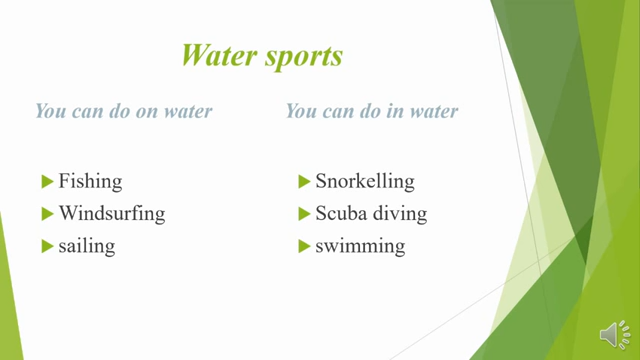 Water sports
You can do on water
Fishing
Windsurfing
sailing
You can do in water
Snorkelling
Scuba diving
swimming